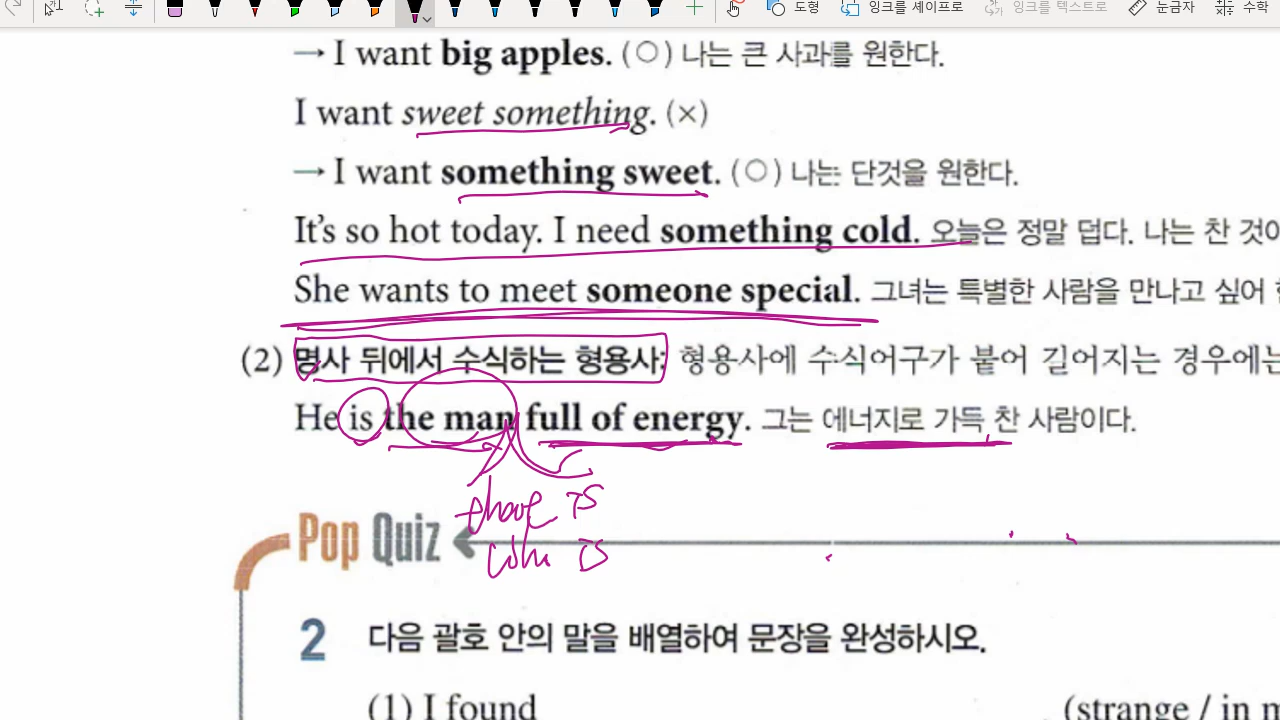 도형 잉크를 셰이프로 잉크를 텍스트로 눈금자 수학
→ I want big apples. (○) 나는 큰 사과를 원한다.
I want sweet something. (×)
→ I want something sweet. (○) 나는 단것을 원한다.
It's so hot today. I need something cold. 오늘은 정말 덥다. 나는 찬 것이
She wants to meet someone special. 그녀는 특별한 사람을 만나고 싶어
(2) 명사 뒤에서 수식하는 형용사: 형용사에 수식어구가 붙어 길어지는 경우에는
He is the man full of energy. 그는 에너지로 가득 찬 사람이다.
is
Pop Quiz
is
2 다음 괄호 안의 말을 배열하여 문장을 완성하시오.
(1) I found (strange / in